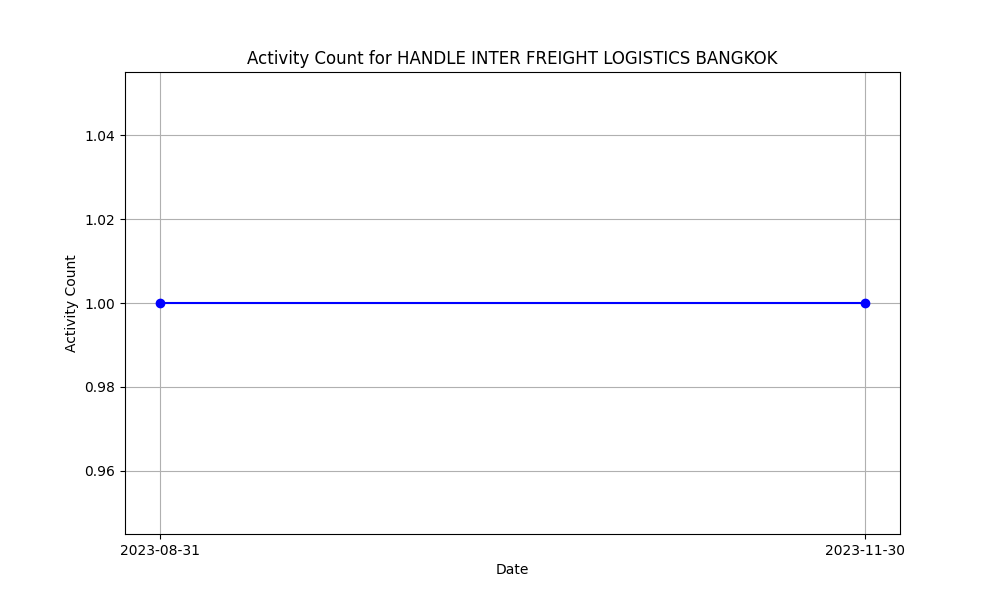 Activity Count for HANDLE INTER FREIGHT LOGISTICS BANGKOK
1.04
1.02
1.00
0.98
0.96
Activity Count
2023-08-31
2023-11-30
Date